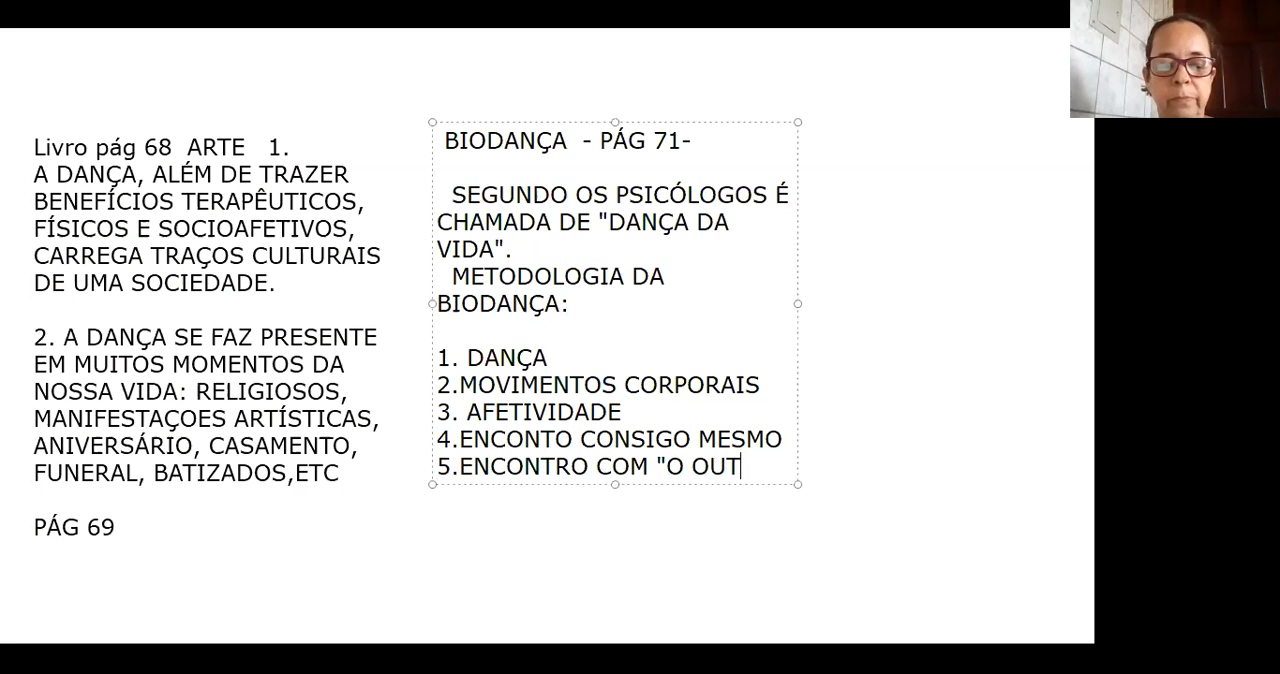 Livro pág 68  ARTE   1.
A DANÇA, ALÉM DE TRAZER
BENEFÍCIOS TERAPÊUTICOS,
FÍSICOS E SOCIOAFETIVOS,
CARREGA TRAÇOS CULTURAIS
DE UMA SOCIEDADE.
2. A DANÇA SE FAZ PRESENTE
EM MUITOS MOMENTOS DA
NOSSA VIDA: RELIGIOSOS,
MANIFESTAÇOES ARTÍSTICAS,
ANIVERSÁRIO, CASAMENTO,
FUNERAL, BATIZADOS,ETC
PÁG 69
BIODANÇA  - PÁG 71-
SEGUNDO OS PSICÓLOGOS É
CHAMADA DE "DANÇA DA
VIDA".
METODOLOGIA DA
BIODANÇA:
1. DANÇA
2.MOVIMENTOS CORPORAIS
3. AFETIVIDADE
4.ENCONTO CONSIGO MESMO
5.ENCONTRO COM "O OUT